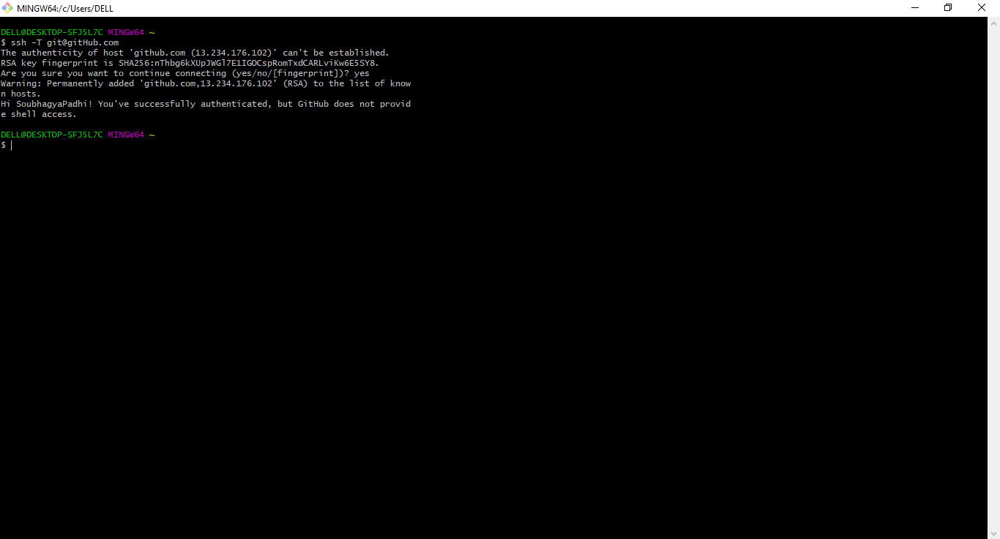 MINGW64:/c/Users/DELL
DELL@DESKTOP-SFJ5L7C MINGW64 ~
$ ssh -T git@gitHub.com
The authenticity of host 'github.com (13.234.176.102)' can't be established.
RSA key fingerprint is SHA256:nThbg6kXUpJWGl7E1IGOCspRomTxdCARLviKw6E5SY8.
Are you sure you want to continue connecting (yes/no/[fingerprint])? yes
Warning: Permanently added 'github.com,13.234.176.102' (RSA) to the list of know
n hosts.
Hi SoubhagyaPadhi! You've successfully authenticated, but GitHub does not provid
e shell access.
DELL@DESKTOP-SFJ5L7C MINGW64 ~
$